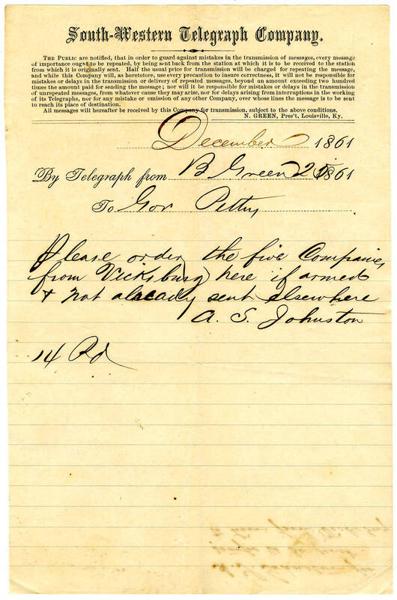 South-Western Telegraph Company.
THE PUBLIC are notified, that in order to guard against mistakes in the transmission of messages, every message
of importance ought to be repeated, by being sent back from the station at which it is to be received to the station
from which it is originally sent. Half the usual price for transmission will be charged for repeating the message,
and while this Company will, as heretofore, use every precaution to insure correctness, it will not be responsible for
mistakes or delays in the transmission or delivery of repeated messages, beyond an amount exceeding two hundred
times the amount paid for sending the message; nor will it be responsible for mistakes or delays in the transmission
of unrepeated messages, from whatever cause they may arise, nor for delays arising from interruptions in the working
of its Telegraphs, nor for any mistake or omission of any other Company, over whose lines the message is to be sent
to reach its place of destination.
All messages will hereafter be received by this Company for transmission, subject to the above conditions.
N. GREEN, Pres't, Louisville, Ky.
December 1861
By Telegraph from B Green 1861
To Gov Pettus
Please order the five Companies
from Vicksburg here if armed
& not already sent elsewhere
A. S. Johnston
14 Pd